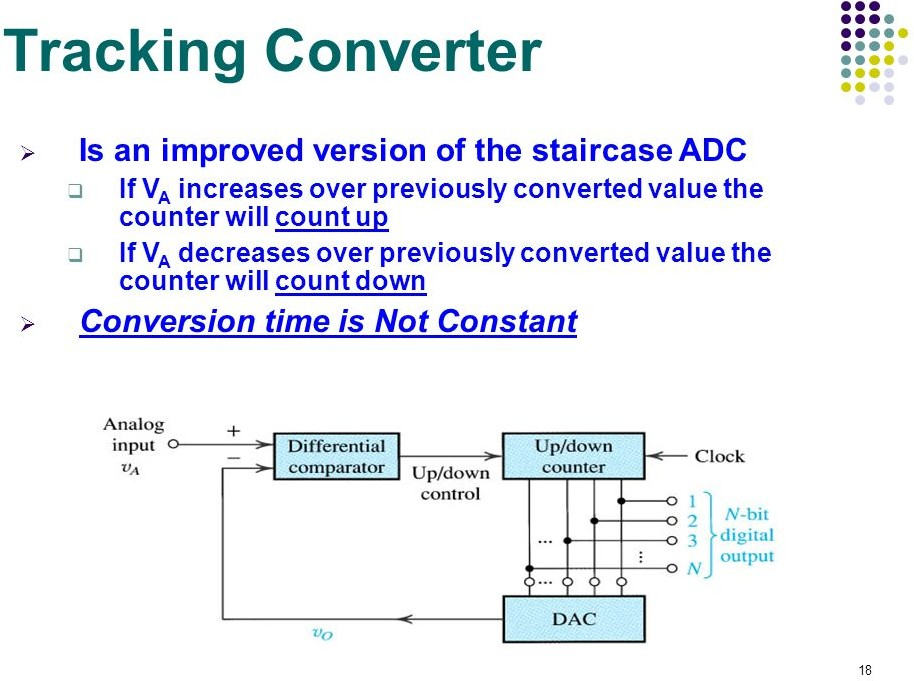 Tracking Converter
Is an improved version of the staircase ADC
If VA increases over previously converted value the
counter will count up
If VA decreases over previously converted value the
counter will count down
Conversion time is Not Constant
Analog
input
vA
+
−
Differential
comparator
Up/down
control
Up/down
counter
Clock
1
2
3
N
N-bit
digital
output
...
...
⋮
DAC
vO
18